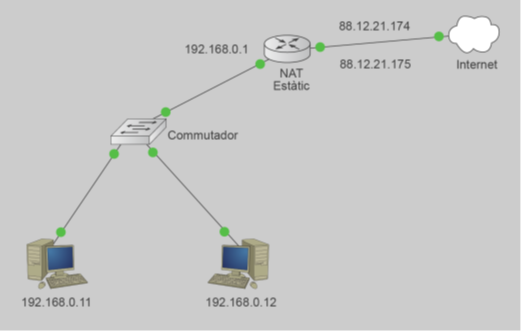 88.12.21.174
192.168.0.1
88.12.21.175
Internet
NAT
Estàtic
Commutador
192.168.0.11
192.168.0.12